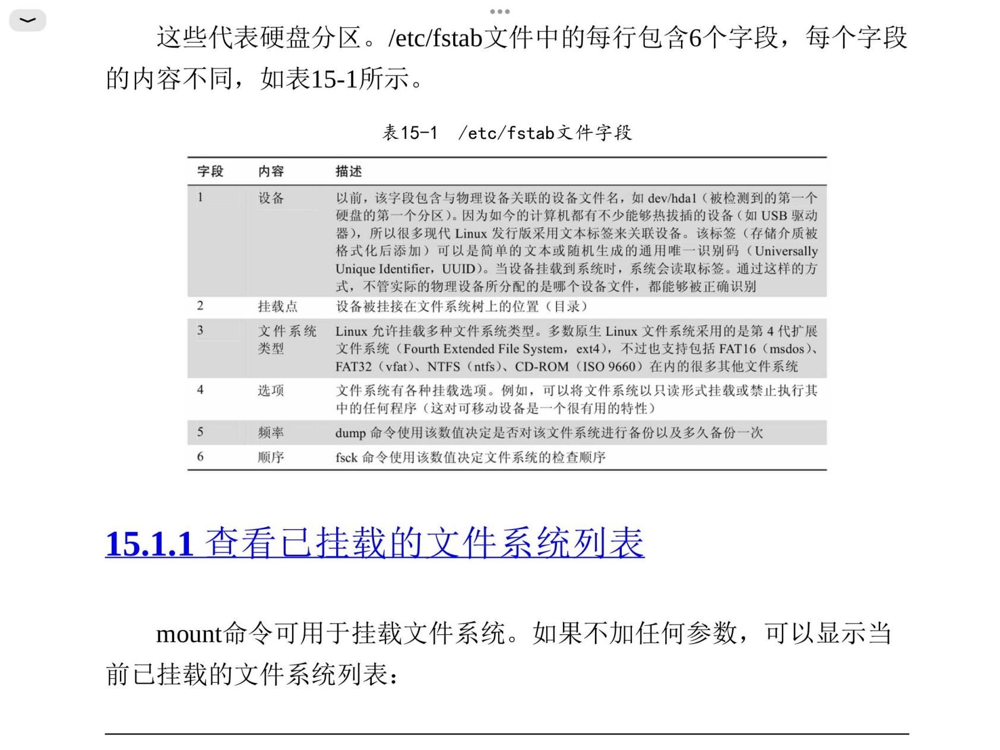 这些代表硬盘分区。/etc/fstab文件中的每行包含6个字段，每个字段
的内容不同，如表15-1所示。
表15-1 /etc/fstab文件字段
字段 内容 描述
1 设备 以前，该字段包含与物理设备关联的设备文件名，如 dev/hda1（被检测到的第一个
硬盘的第一个分区）。因为如今的计算机都有不少能够热拔插的设备（如 USB 驱动
器），所以很多现代 Linux 发行版采用文本标签来关联设备。该标签（存储介质被
格式化后添加）可以是简单的文本或随机生成的通用唯一识别码（Universally
Unique Identifier，UUID）。当设备挂载到系统时，系统会读取标签。通过这样的方
式，不管实际的物理设备所分配的是哪个设备文件，都能够被正确识别
2 挂载点 设备被挂接在文件系统树上的位置（目录）
3 文件系统 Linux 允许挂载多种文件系统类型。多数原生 Linux 文件系统采用的是第 4 代扩展
类型 文件系统（Fourth Extended File System，ext4），不过也支持包括 FAT16（msdos）、
FAT32（vfat）、NTFS（ntfs）、CD-ROM（ISO 9660）在内的很多其他文件系统
4 选项 文件系统有各种挂载选项。例如，可以将文件系统以只读形式挂载或禁止执行其
中的任何程序（这对可移动设备是一个很有用的特性）
5 频率 dump 命令使用该数值决定是否对该文件系统进行备份以及多久备份一次
6 顺序 fsck 命令使用该数值决定文件系统的检查顺序
15.1.1 查看已挂载的文件系统列表
mount命令可用于挂载文件系统。如果不加任何参数，可以显示当
前已挂载的文件系统列表：